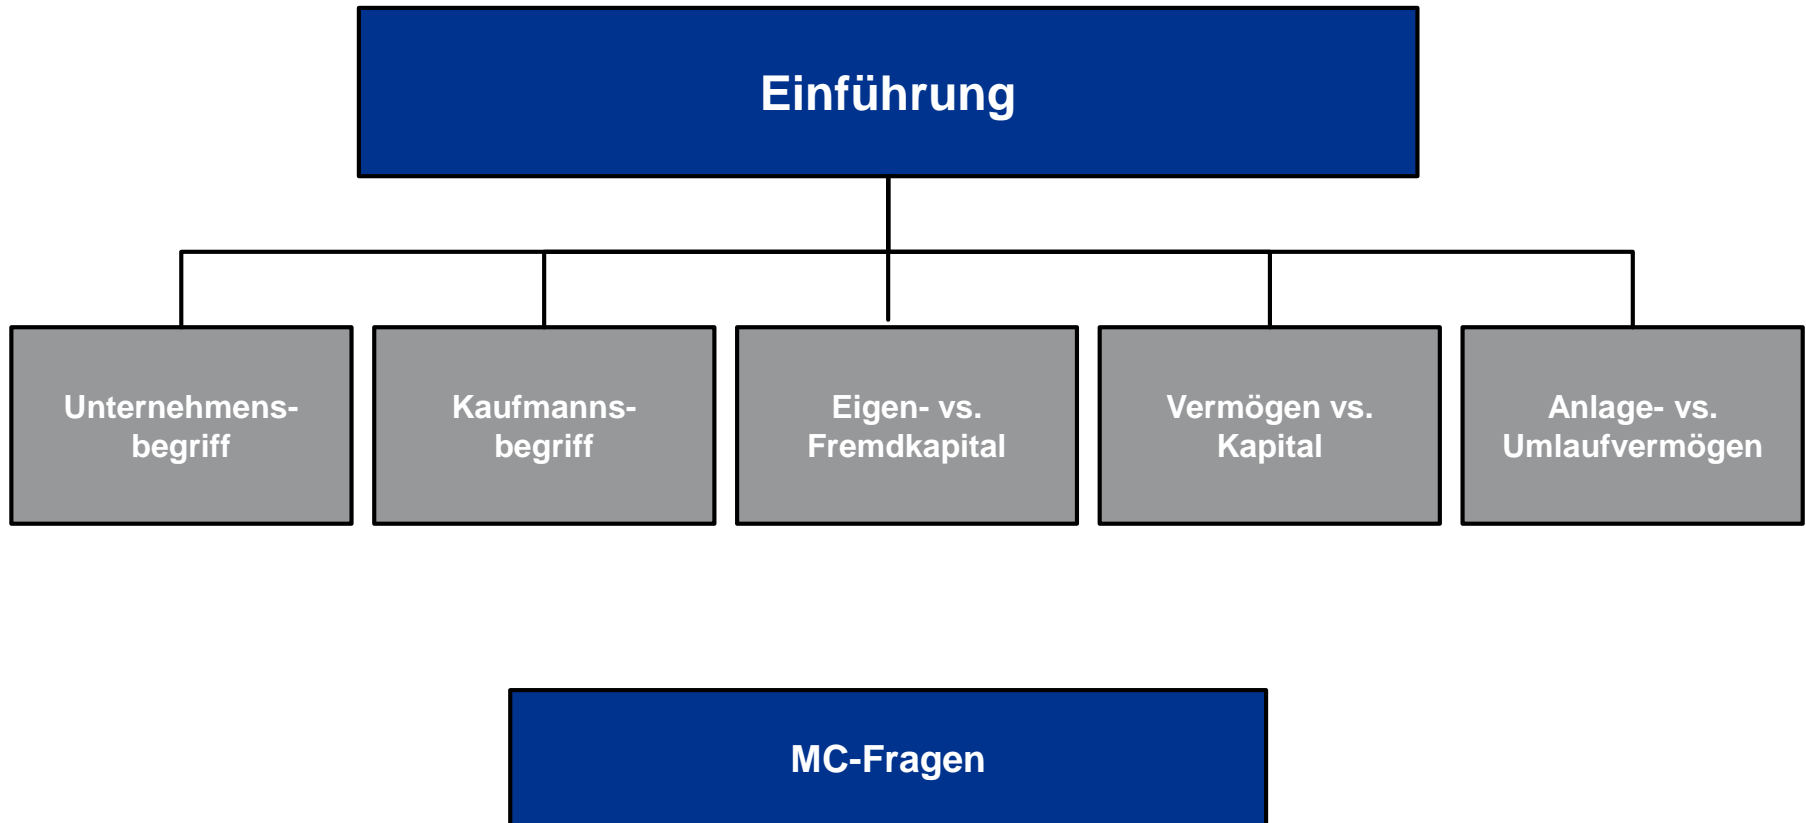 Einführung
Unternehmens-
begriff
Kaufmanns-
begriff
Eigen- vs.
Fremdkapital
Vermögen vs.
Kapital
Anlage- vs.
Umlaufvermögen
MC-Fragen